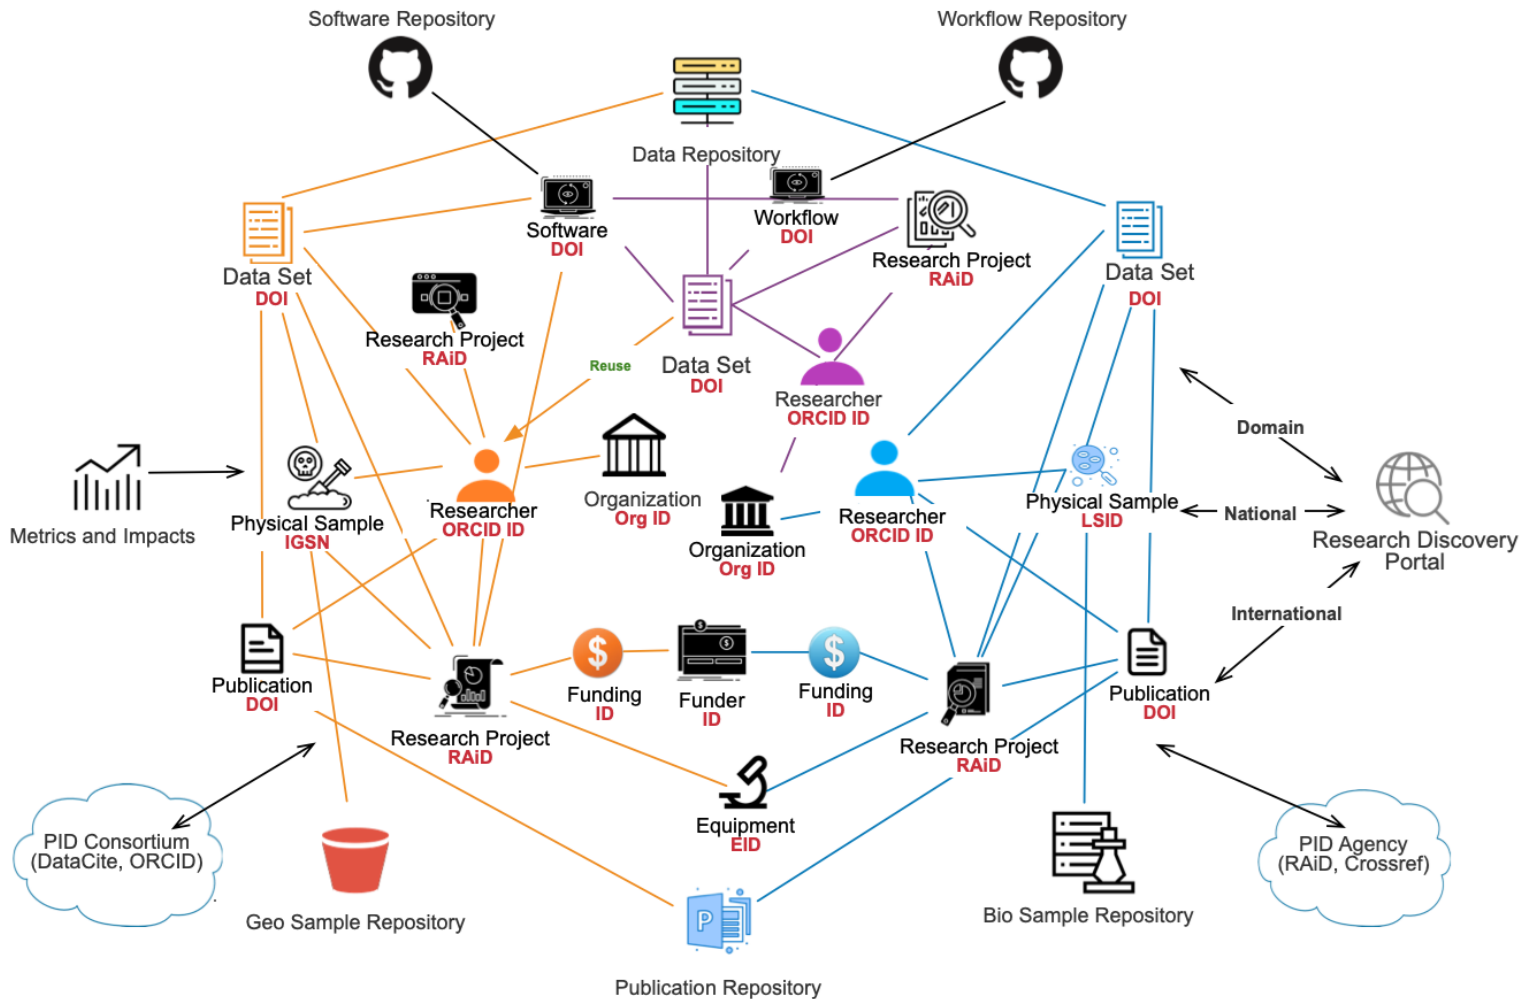 Software Repository
Workflow Repository
Data Repository
Software
DOI
Workflow
DOI
Research Project
RAiD
Data Set
DOI
Data Set
DOI
Research Project
RAiD
Reuse
Data Set
DOI
Researcher
ORCID ID
Domain
Metrics and Impacts
Physical Sample
IGSN
Researcher
ORCID ID
Organization
Org ID
Organization
Org ID
Researcher
ORCID ID
Physical Sample
LSID
National
Research Discovery
Portal
International
Publication
DOI
$
Funding
ID
$
$
Funder
ID
$
Funding
ID
Publication
DOI
Research Project
RAiD
Research Project
RAiD
Equipment
EID
PID Consortium
(DataCite, ORCID)
PID Agency
(RAiD, Crossref)
Geo Sample Repository
P
Bio Sample Repository
Publication Repository